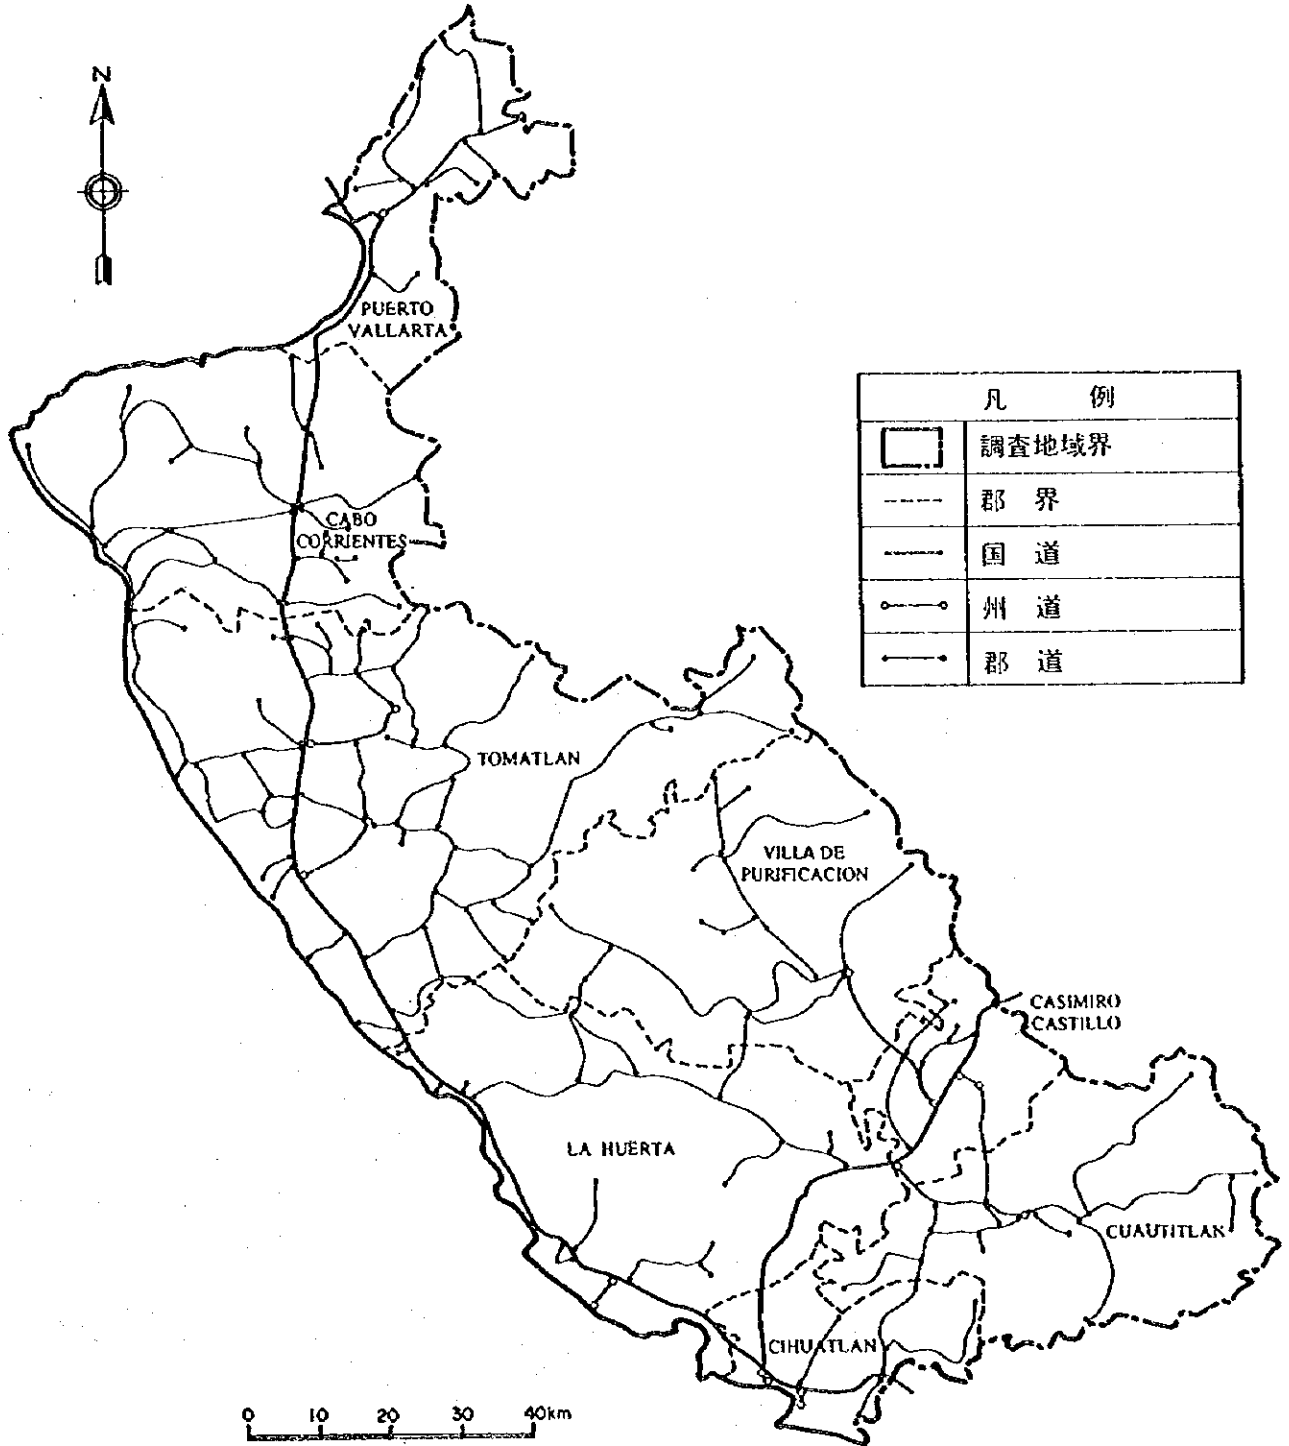 N
PUERTO
VALLARTA
凡 例
調査地域界
郡 界
国 道
州 道
郡 道
CABO
CORRIENTES
TOMATLAN
VILLA DE
PURIFICACION
CASIMIRO
CASTILLO
LA HUERTA
CUAUTITLAN
CIHUATLAN
0 10 20 30 40km